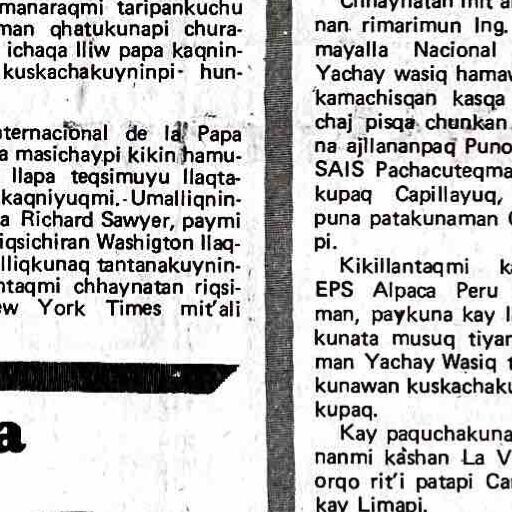 manaraqmi taripankuchu
man qhatukunapi chura-
ichaqa lliw papa kaqnin-
kuskachakuyninpi- hun-
nternacional de la Papa
a masichaypi kikin hamu-
llapa teqsimuyu llaqta-
kaqniyuqmi.-Umalliqnin-
a Richard Sawyer, paymi
iqsichiran Washigton llaq-
lliqkunaq tantanakuynin-
ntaqmi chhaynatan riqsi-
ew York Times mit'ali
a
Chhaynatan mit'a
nan rimarimun Ing.
mayalla Nacional
Yachay wasiq hamaw
kamachisqan kasqa
chaj pisqa chunkan
na ajllananpaq Puno
SAIS Pachacuteqma
kupaq Capillayuq,
puna patakunaman
pi.
Kikillantaqmi ka
EPS Alpaca Peru
man, paykuna kay l
kunata musuq tiyar
man Yachay Wasiq t
kunawan kuskachaku
kupaq.
Kay paquchakuna
nanmi kashan La V
orqo rit'i patapi Ca
kay Limapi.